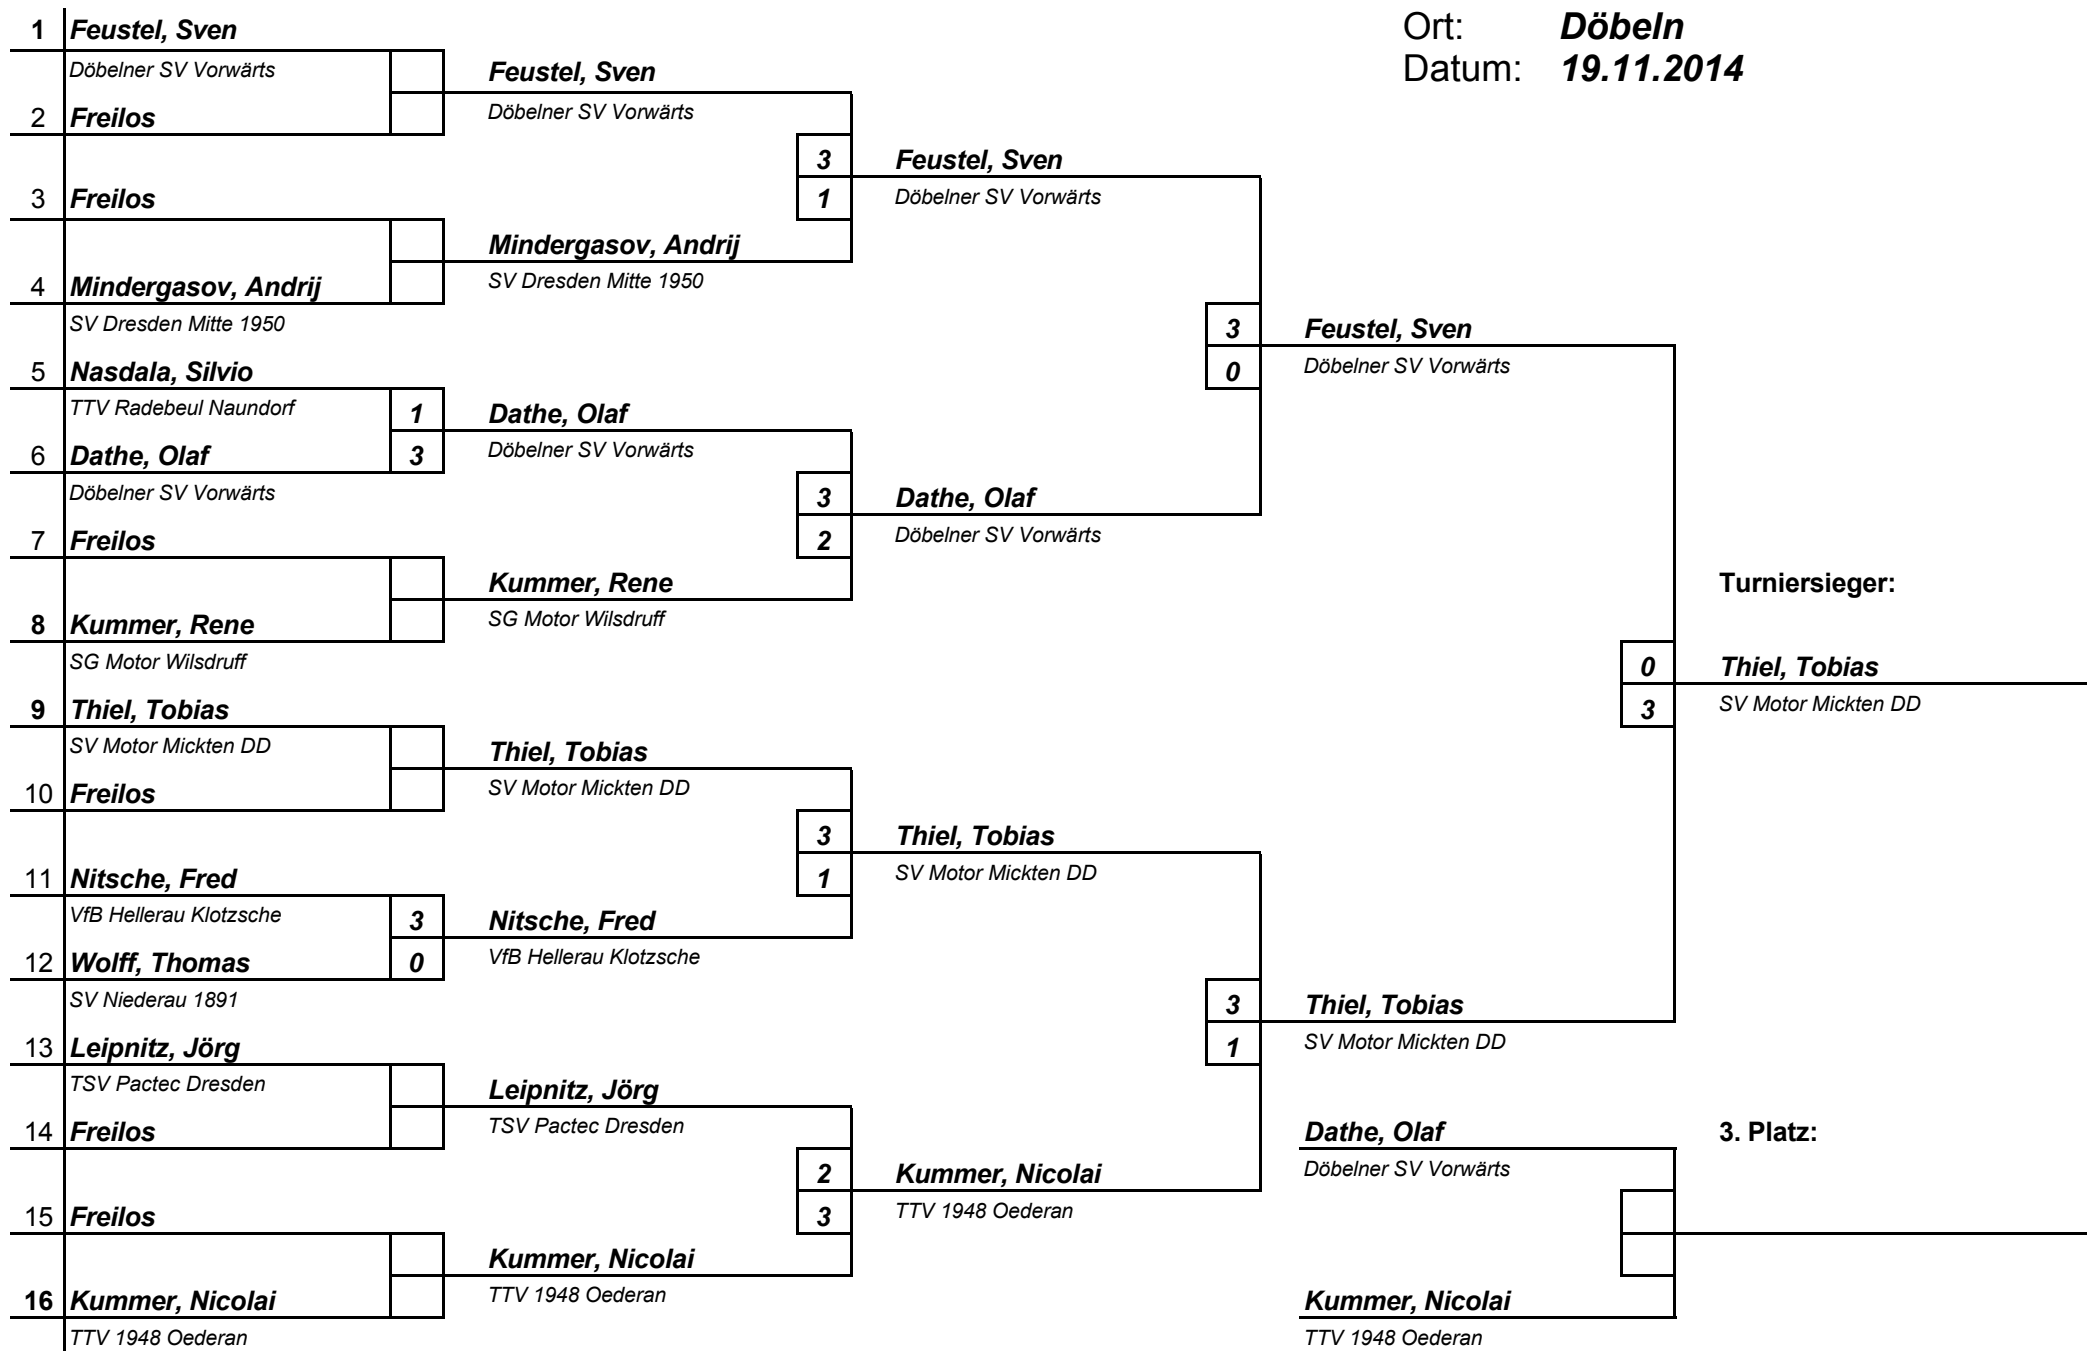 Ort: Döbeln
Datum: 19.11.2014
1 Feustel, Sven
Döbelner SV Vorwärts
2 Freilos
3 Freilos
4 Mindergasov, Andrij
SV Dresden Mitte 1950
5 Nasdala, Silvio
TTV Radebeul Naundorf 1
6 Dathe, Olaf 3
Döbelner SV Vorwärts
7 Freilos
8 Kummer, Rene
SG Motor Wilsdruff
9 Thiel, Tobias
SV Motor Mickten DD
10 Freilos
11 Nitsche, Fred
VfB Hellerau Klotzsche 3
12 Wolff, Thomas 0
SV Niederau 1891
13 Leipnitz, Jörg
TSV Pactec Dresden
14 Freilos
15 Freilos
16 Kummer, Nicolai
TTV 1948 Oederan
Feustel, Sven
Döbelner SV Vorwärts
3
1
Mindergasov, Andrij
SV Dresden Mitte 1950
Dathe, Olaf
Döbelner SV Vorwärts
3
2
Kummer, Rene
SG Motor Wilsdruff
Thiel, Tobias
SV Motor Mickten DD
3
1
Nitsche, Fred
VfB Hellerau Klotzsche
Leipnitz, Jörg
TSV Pactec Dresden
2
3
Kummer, Nicolai
TTV 1948 Oederan
Feustel, Sven
Döbelner SV Vorwärts
3
0
Dathe, Olaf
Döbelner SV Vorwärts
Thiel, Tobias
SV Motor Mickten DD
3
1
Kummer, Nicolai
TTV 1948 Oederan
Feustel, Sven
Döbelner SV Vorwärts
0
3
Thiel, Tobias
SV Motor Mickten DD
Turniersieger:
Thiel, Tobias
SV Motor Mickten DD
Dathe, Olaf
Döbelner SV Vorwärts
Kummer, Nicolai
TTV 1948 Oederan
3. Platz: